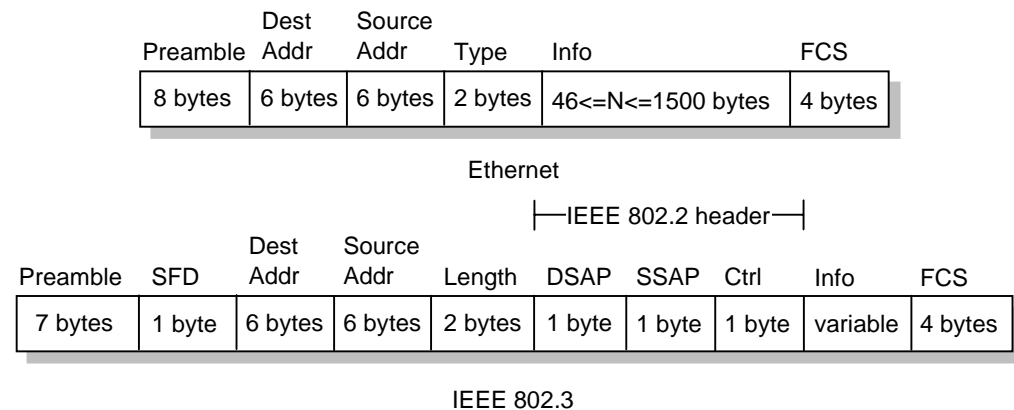 Dest Source
Preamble Addr Addr Type Info FCS
8 bytes 6 bytes 6 bytes 2 bytes 46<=N<=1500 bytes 4 bytes
Ethernet
IEEE 802.2 header
Dest Source
Preamble SFD Addr Addr Length DSAP SSAP Ctrl Info FCS
7 bytes 1 byte 6 bytes 6 bytes 2 bytes 1 byte 1 byte 1 byte variable 4 bytes
IEEE 802.3